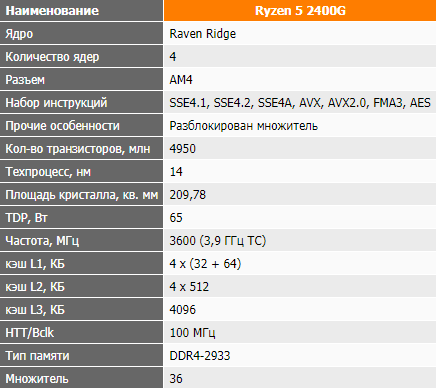 Наименование Ryzen 5 2400G
Ядро Raven Ridge
Количество ядер 4
Разъем AM4
Набор инструкций SSE4.1, SSE4.2, SSE4A, AVX, AVX2.0, FMA3, AES
Прочие особенности Разблокирован множитель
Кол-во транзисторов, млн 4950
Техпроцесс, нм 14
Площадь кристалла, кв. мм 209,78
TDP, Вт 65
Частота, МГц 3600 (3,9 ГГц ТС)
кэш L1, КБ 4 x (32 + 64)
кэш L2, КБ 4 x 512
кэш L3, КБ 4096
HTT/Bclk 100 МГц
Тип памяти DDR4-2933
Множитель 36